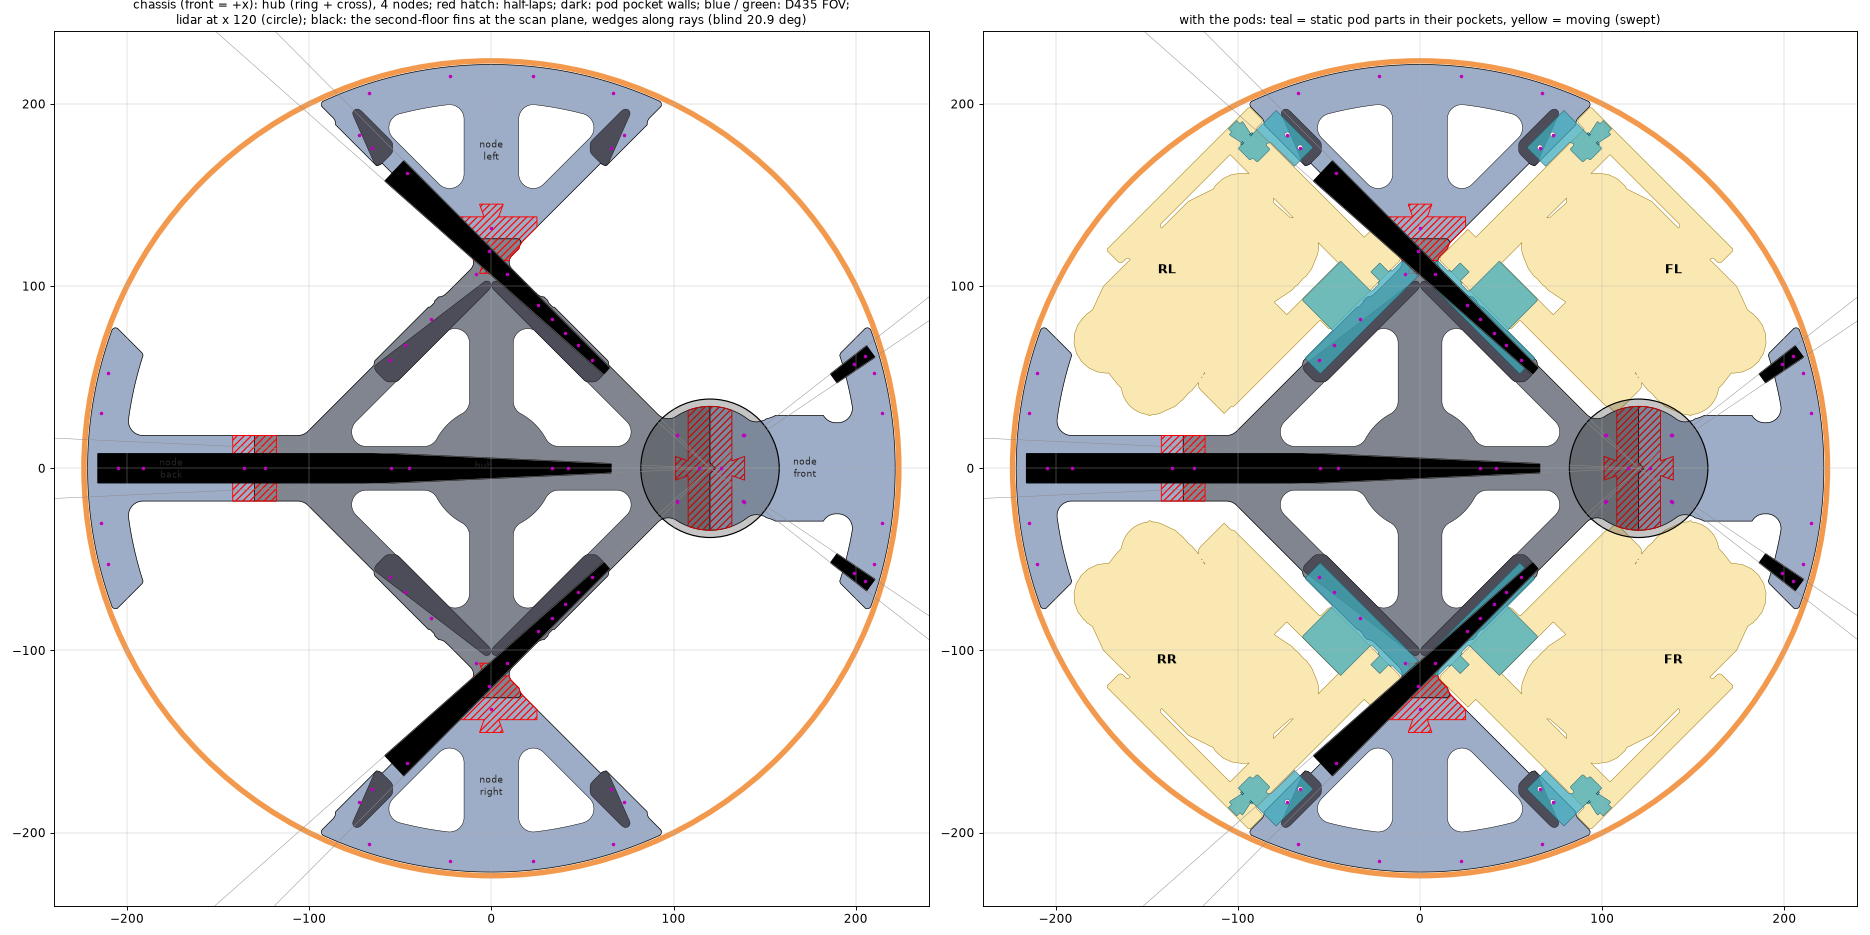 chassis (front = +x): hub (ring + cross), 4 nodes; red hatch: half-laps; dark: pod pocket walls; blue / green: D435 FOV;
lidar at x 120 (circle); black: the second-floor fins at the scan plane, wedges along rays (blind 20.9 deg)
with the pods: teal = static pod parts in their pockets, yellow = moving (swept)
200
100
0
−100
−200
−200
−100
0
100
200
node
left
node
back
node
front
node
right
200
100
0
−100
−200
−200
−100
0
100
200
RL
FL
RR
FR